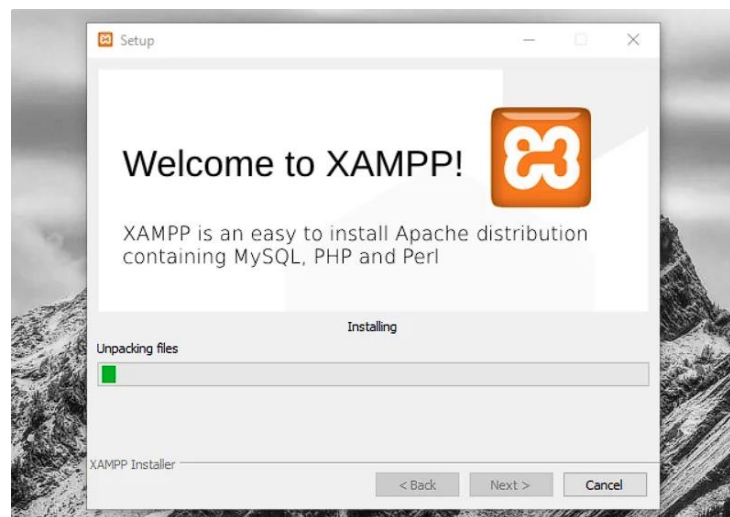 Setup
Welcome to XAMPP!
XAMPP is an easy to install Apache distribution
containing MySQL, PHP and Perl
Installing
Unpacking files
XAMPP Installer
< Back
Next >
Cancel